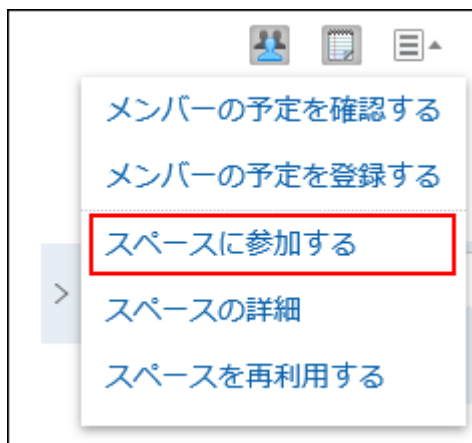 メンバーの予定を確認する
メンバーの予定を登録する
スペースに参加する
スペースの詳細
スペースを再利用する